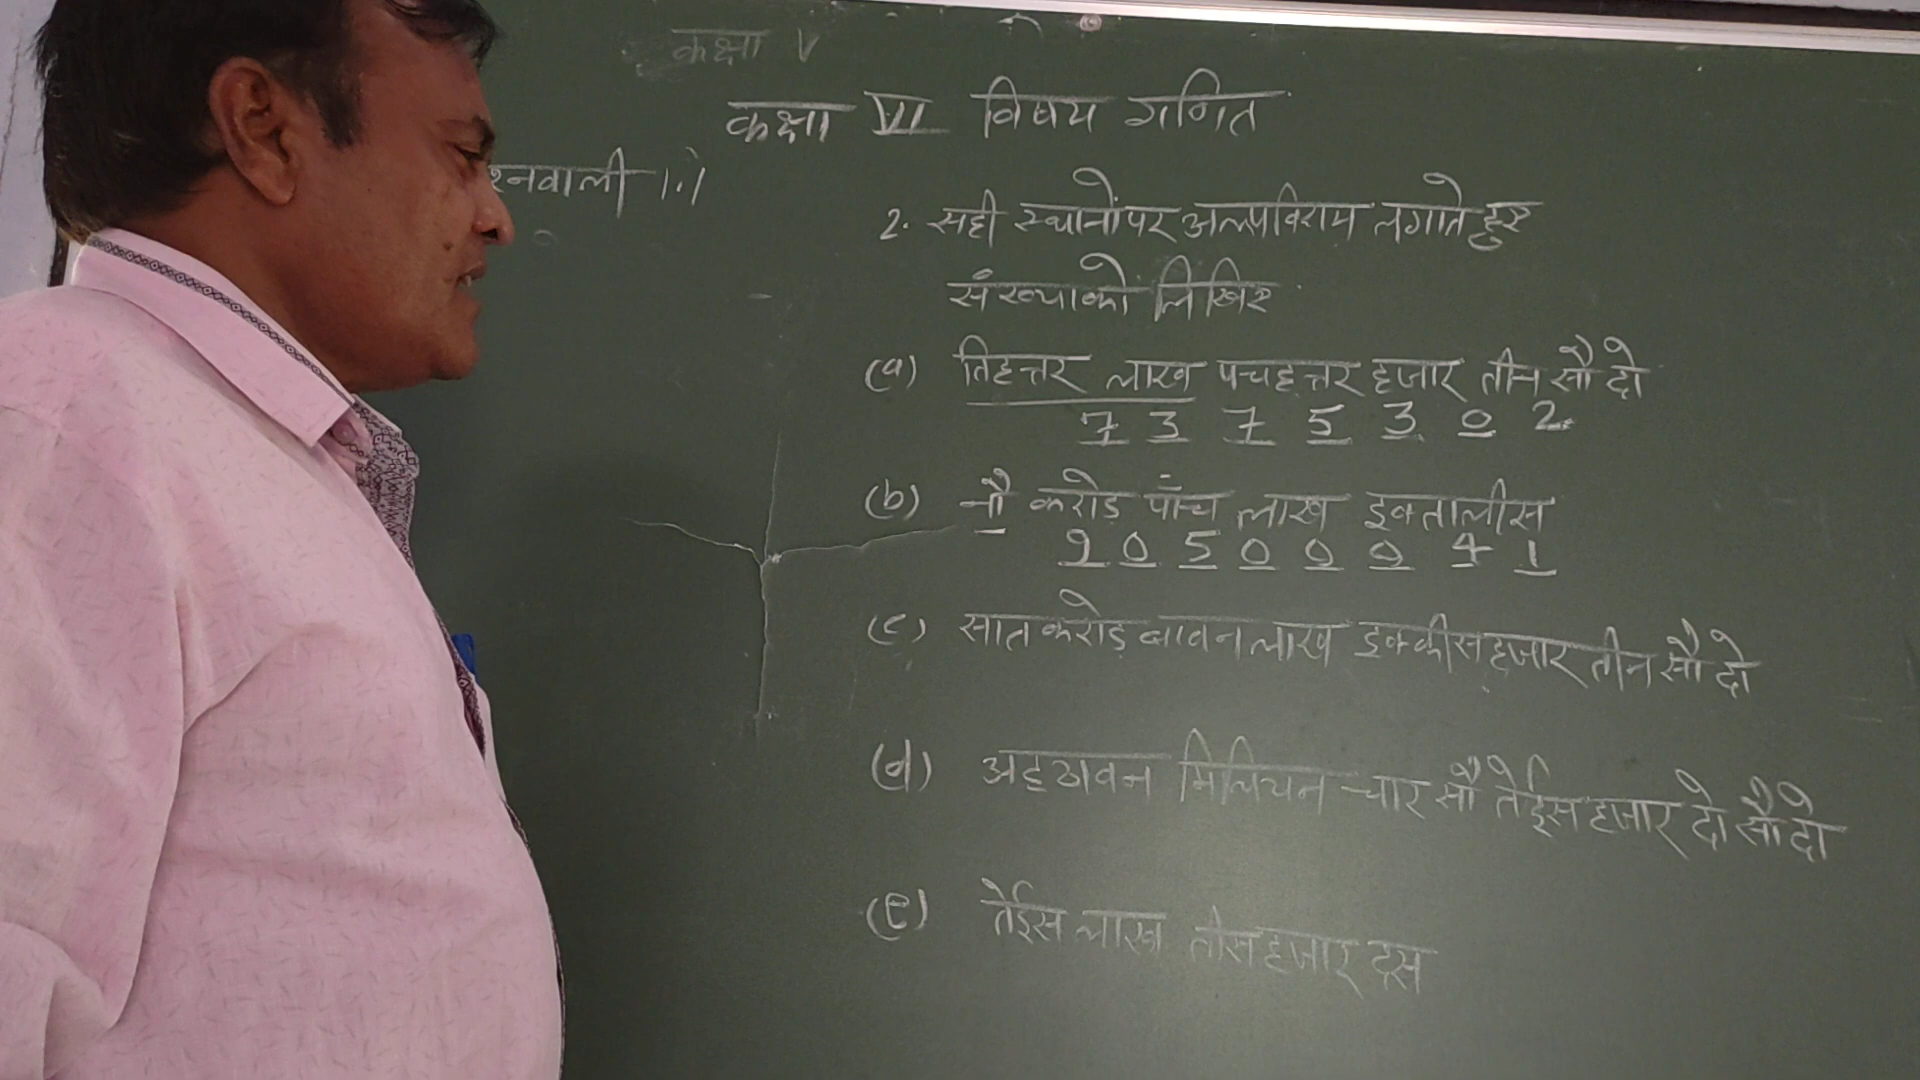 कक्षा V
कक्षा VI विषय गणित
श्नवाली 1.1
2. सही स्थानों पर अल्पविराम लगाते हुए
संख्या को लिखिए
(a) तिहत्तर लाख पचहत्तर हजार तीन सौ दो
7 3 7 5 3 0 2
(b) नौ करोड़ पाँच लाख इकतालीस
9 0 5 0 0 0 4 1
(c) सात करोड़ बावन लाख इक्कीस हजार तीन सौ दो
(d) अट्ठावन मिलियन चार सौ तेईस हजार दो सौ दो
(e) तेईस लाख तीस हजार दस